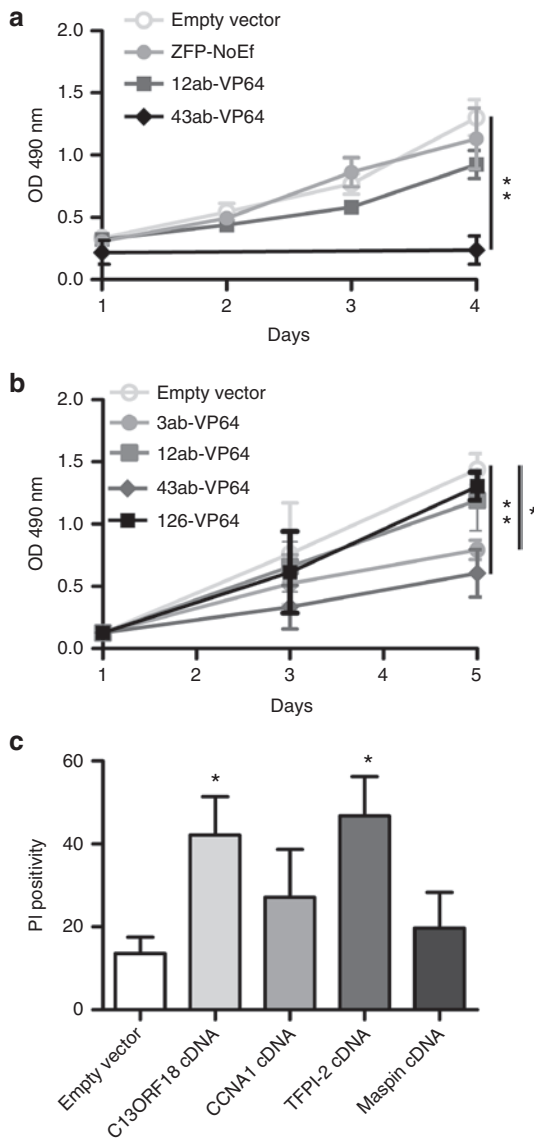 a
2.0
1.5
1.0
0.5
0.0
OD 490 nm
Empty vector
ZFP-NoEf
12ab-VP64
43ab-VP64
* *
1 2 3 4
Days
b
2.0
1.5
1.0
0.5
0.0
OD 490 nm
Empty vector
3ab-VP64
12ab-VP64
43ab-VP64
126-VP64
* *
*
1 2 3 4 5
Days
c
60
40
20
0
PI positivity
*
*
Empty vector
C13ORF18 cDNA
CCNA1 cDNA
TFPI-2 cDNA
Maspin cDNA